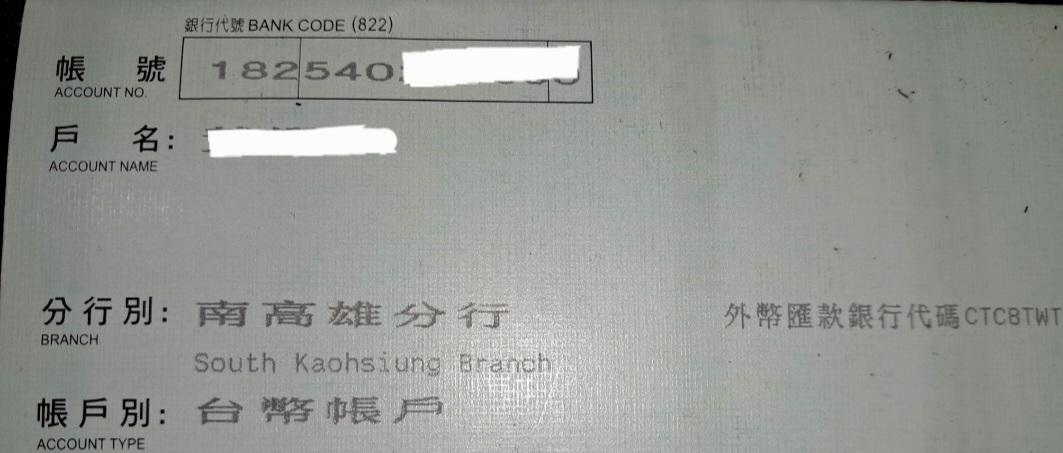 銀行代號 BANK CODE (822)
帳 號 182540
ACCOUNT NO.
戶 名:
ACCOUNT NAME
分行別: 南高雄分行 外幣匯款銀行代碼CTCBTWT
BRANCH
South Kaohsiung Branch
帳戶別: 台幣帳戶
ACCOUNT TYPE